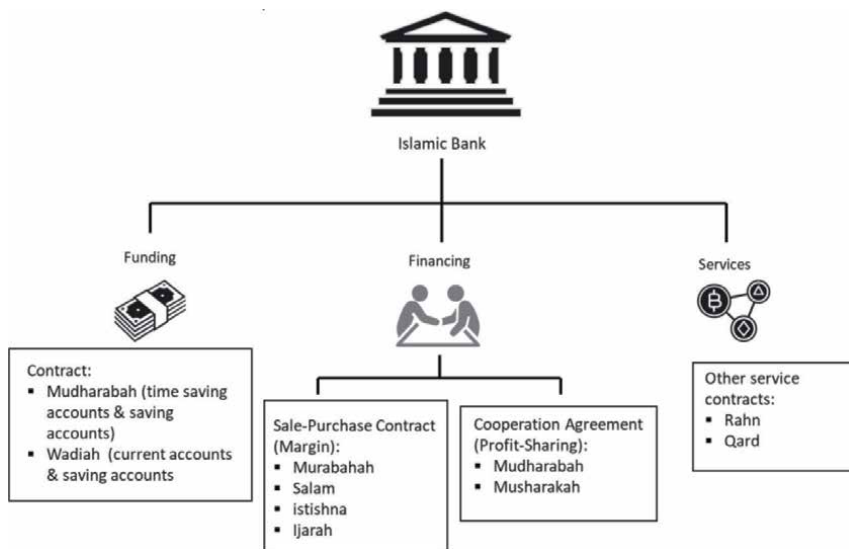 Islamic Bank
Funding
Financing
Services
Contract:
▪ Mudharabah (time saving
accounts & saving
accounts)
▪ Wadiah (current accounts
& saving accounts
Sale-Purchase Contract
(Margin):
▪ Murabahah
▪ Salam
▪ istishna
▪ Ijarah
Cooperation Agreement
(Profit-Sharing):
▪ Mudharabah
▪ Musharakah
Other service
contracts:
▪ Rahn
▪ Qard